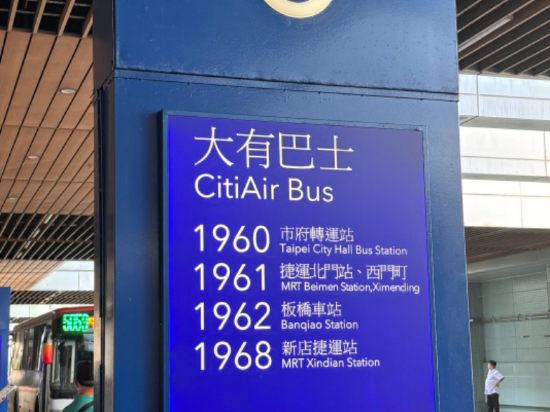 大有巴士
CitiAir Bus
1960 市府轉運站
Taipei City Hall Bus Station
1961 捷運北門站、西門町
MRT Beimen Station,Ximending
1962 板橋車站
Banqiao Station
1968 新店捷運站
MRT Xindian Station